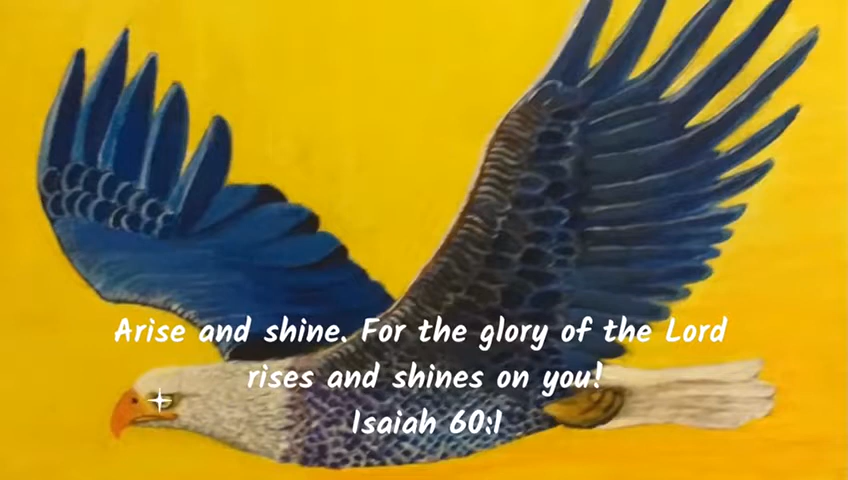 Arise and shine. For the glory of the Lord
rises and shines on you!
Isaiah 60:1